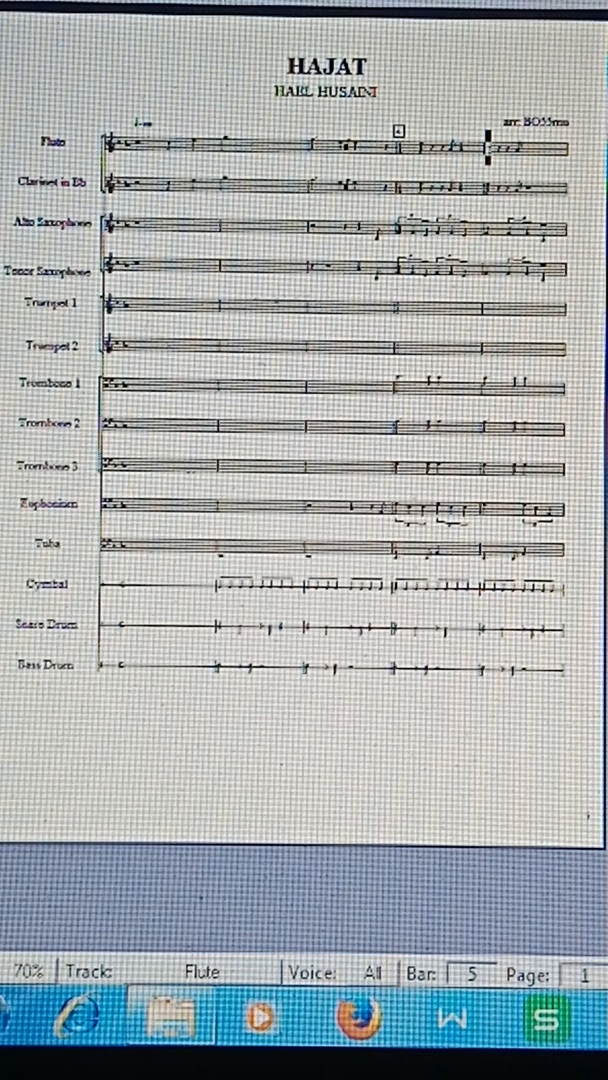 HAJAT
HAEL HUSAINI
A
Flute
Clarinet in Bb
Alto Saxophone
Tenor Saxophone
Trumpet 1
Trumpet 2
Trombone 1
Trombone 2
Trombone 3
Euphonium
Tuba
Cymbal
Snare Drum
Bass Drum
70% Track: Flute Voice: All Bar: 5 Page: 1